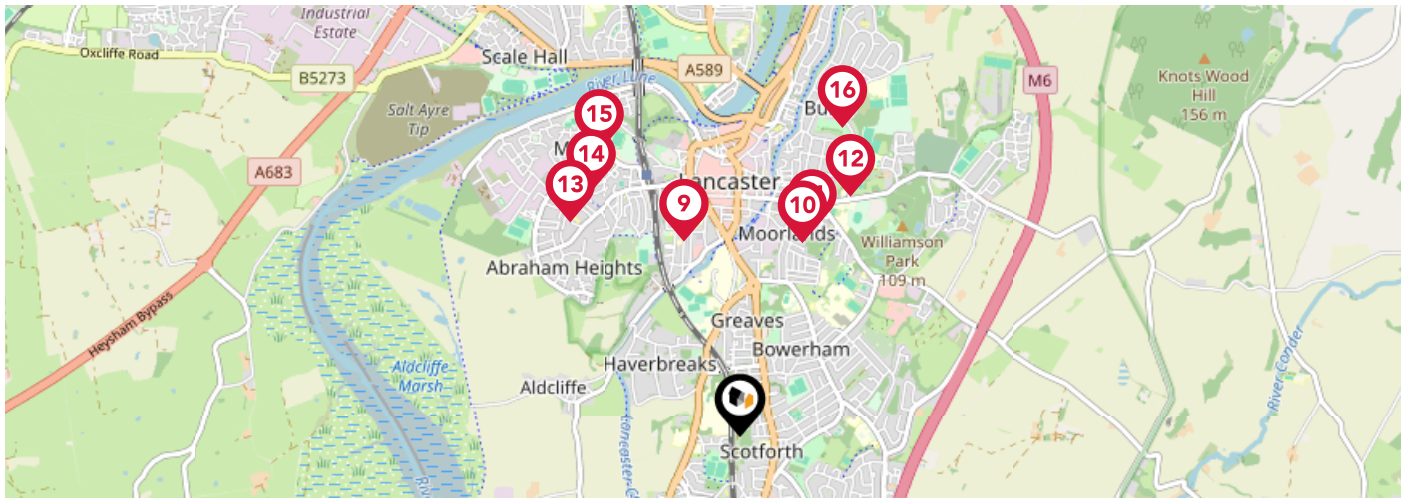 Industrial
Estate
Oxcliffe Road
Scale Hall
B5273
A589
River Lune
M6
Knots Wood
Hill
156 m
Salt Ayre
Tip
15
16
A683
14
13
12
Lancaster
9
10
Moorlands
Williamson
Park
109 m
Abraham Heights
Heysham Bypass
Greaves
Bowerham
Haverbreaks
Aldcliffe
Marsh
Aldcliffe
River Conder
Scotforth